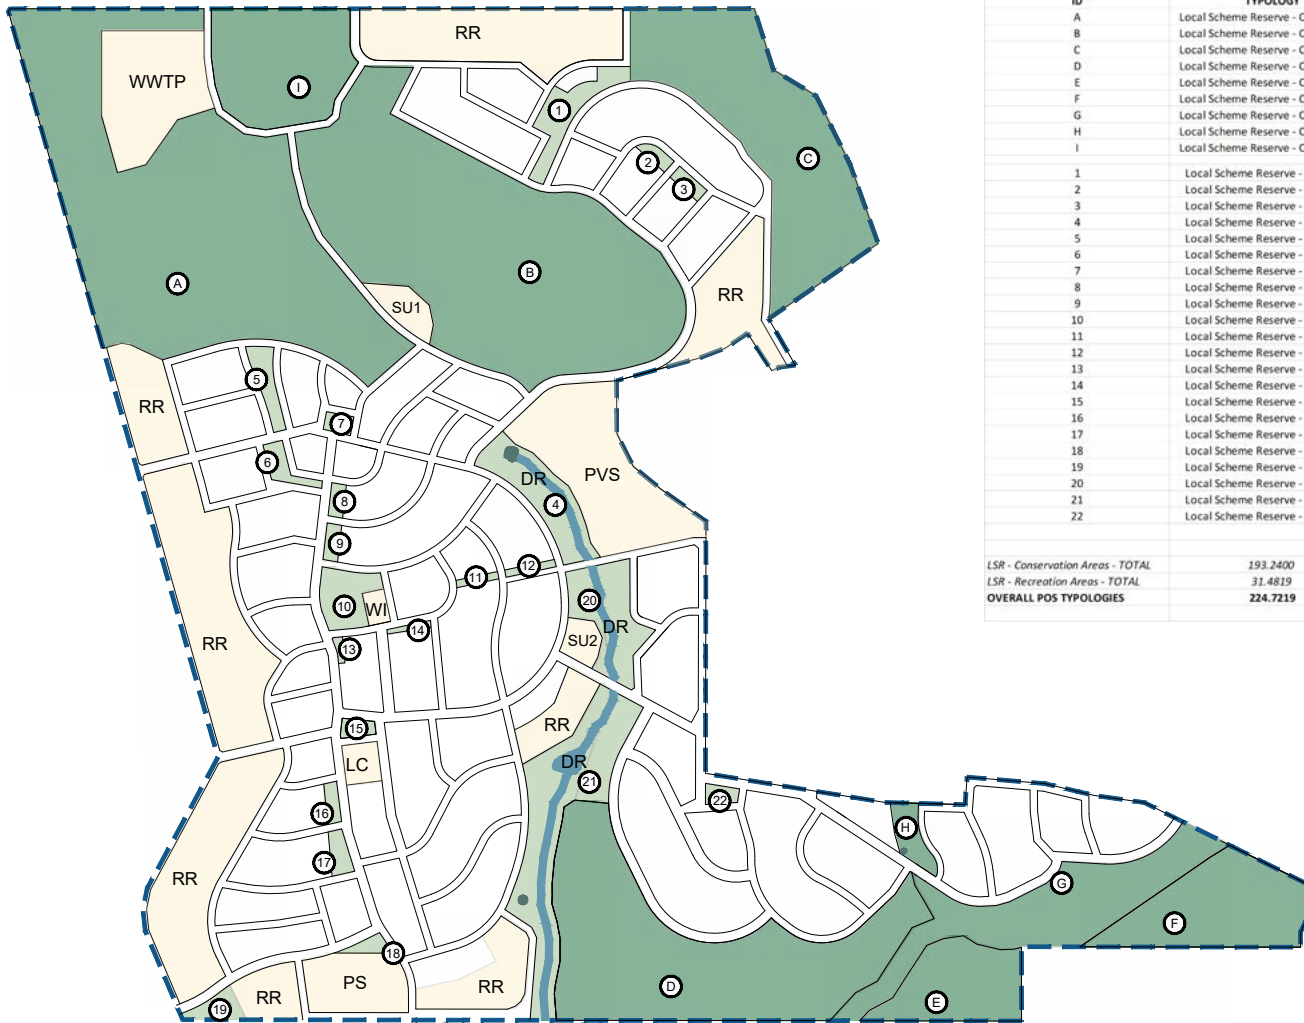 RR
WWTP
I
1
2
3
C
A
B
SU1
RR
RR
5
7
6
DR
PVS
4
8
9
11
12
10
WI
20
14
DR
SU2
13
RR
RR
15
LC
DR
21
22
16
H
17
RR
G
F
18
PS
RR
D
RR
E
19
ID TYPOLOGY
A Local Scheme Reserve - C
B Local Scheme Reserve - C
C Local Scheme Reserve - C
D Local Scheme Reserve - C
E Local Scheme Reserve - C
F Local Scheme Reserve - C
G Local Scheme Reserve - C
H Local Scheme Reserve - C
I Local Scheme Reserve - C
1 Local Scheme Reserve -
2 Local Scheme Reserve -
3 Local Scheme Reserve -
4 Local Scheme Reserve -
5 Local Scheme Reserve -
6 Local Scheme Reserve -
7 Local Scheme Reserve -
8 Local Scheme Reserve -
9 Local Scheme Reserve -
10 Local Scheme Reserve -
11 Local Scheme Reserve -
12 Local Scheme Reserve -
13 Local Scheme Reserve -
14 Local Scheme Reserve -
15 Local Scheme Reserve -
16 Local Scheme Reserve -
17 Local Scheme Reserve -
18 Local Scheme Reserve -
19 Local Scheme Reserve -
20 Local Scheme Reserve -
21 Local Scheme Reserve -
22 Local Scheme Reserve -
LSR - Conservation Areas - TOTAL 193.2400
LSR - Recreation Areas - TOTAL 31.4819
OVERALL POS TYPOLOGIES 224.7219